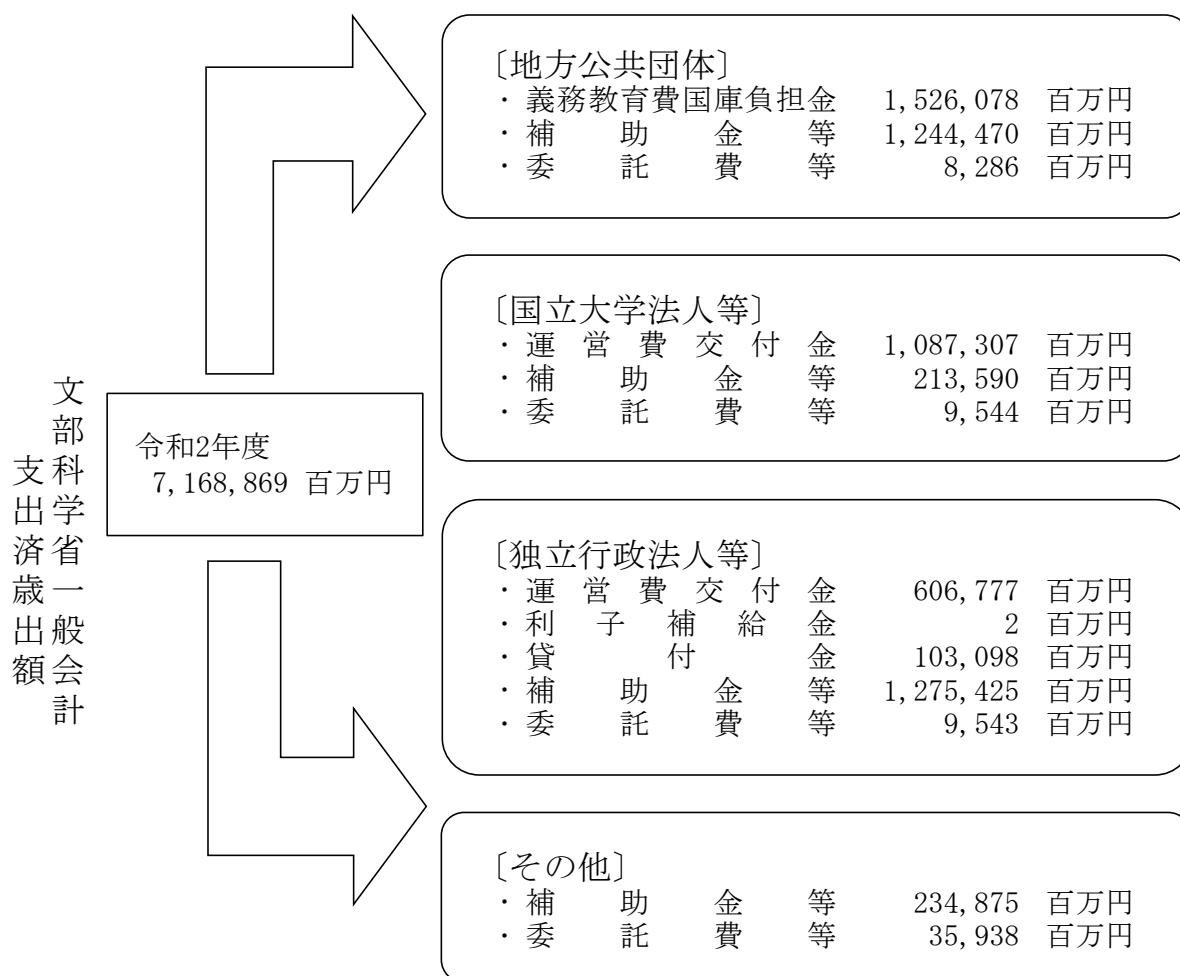 文部科学省一般会計
支出済歳出額
令和2年度
7,168,869 百万円
〔地方公共団体〕
・義務教育費国庫負担金 1,526,078 百万円
・補助金等 1,244,470 百万円
・委託費等 8,286 百万円
〔国立大学法人等〕
・運営費交付金 1,087,307 百万円
・補助金等 213,590 百万円
・委託費等 9,544 百万円
〔独立行政法人等〕
・運営費交付金 606,777 百万円
・利子補給金 2 百万円
・貸付金 103,098 百万円
・補助金等 1,275,425 百万円
・委託費等 9,543 百万円
〔その他〕
・補助金等 234,875 百万円
・委託費等 35,938 百万円